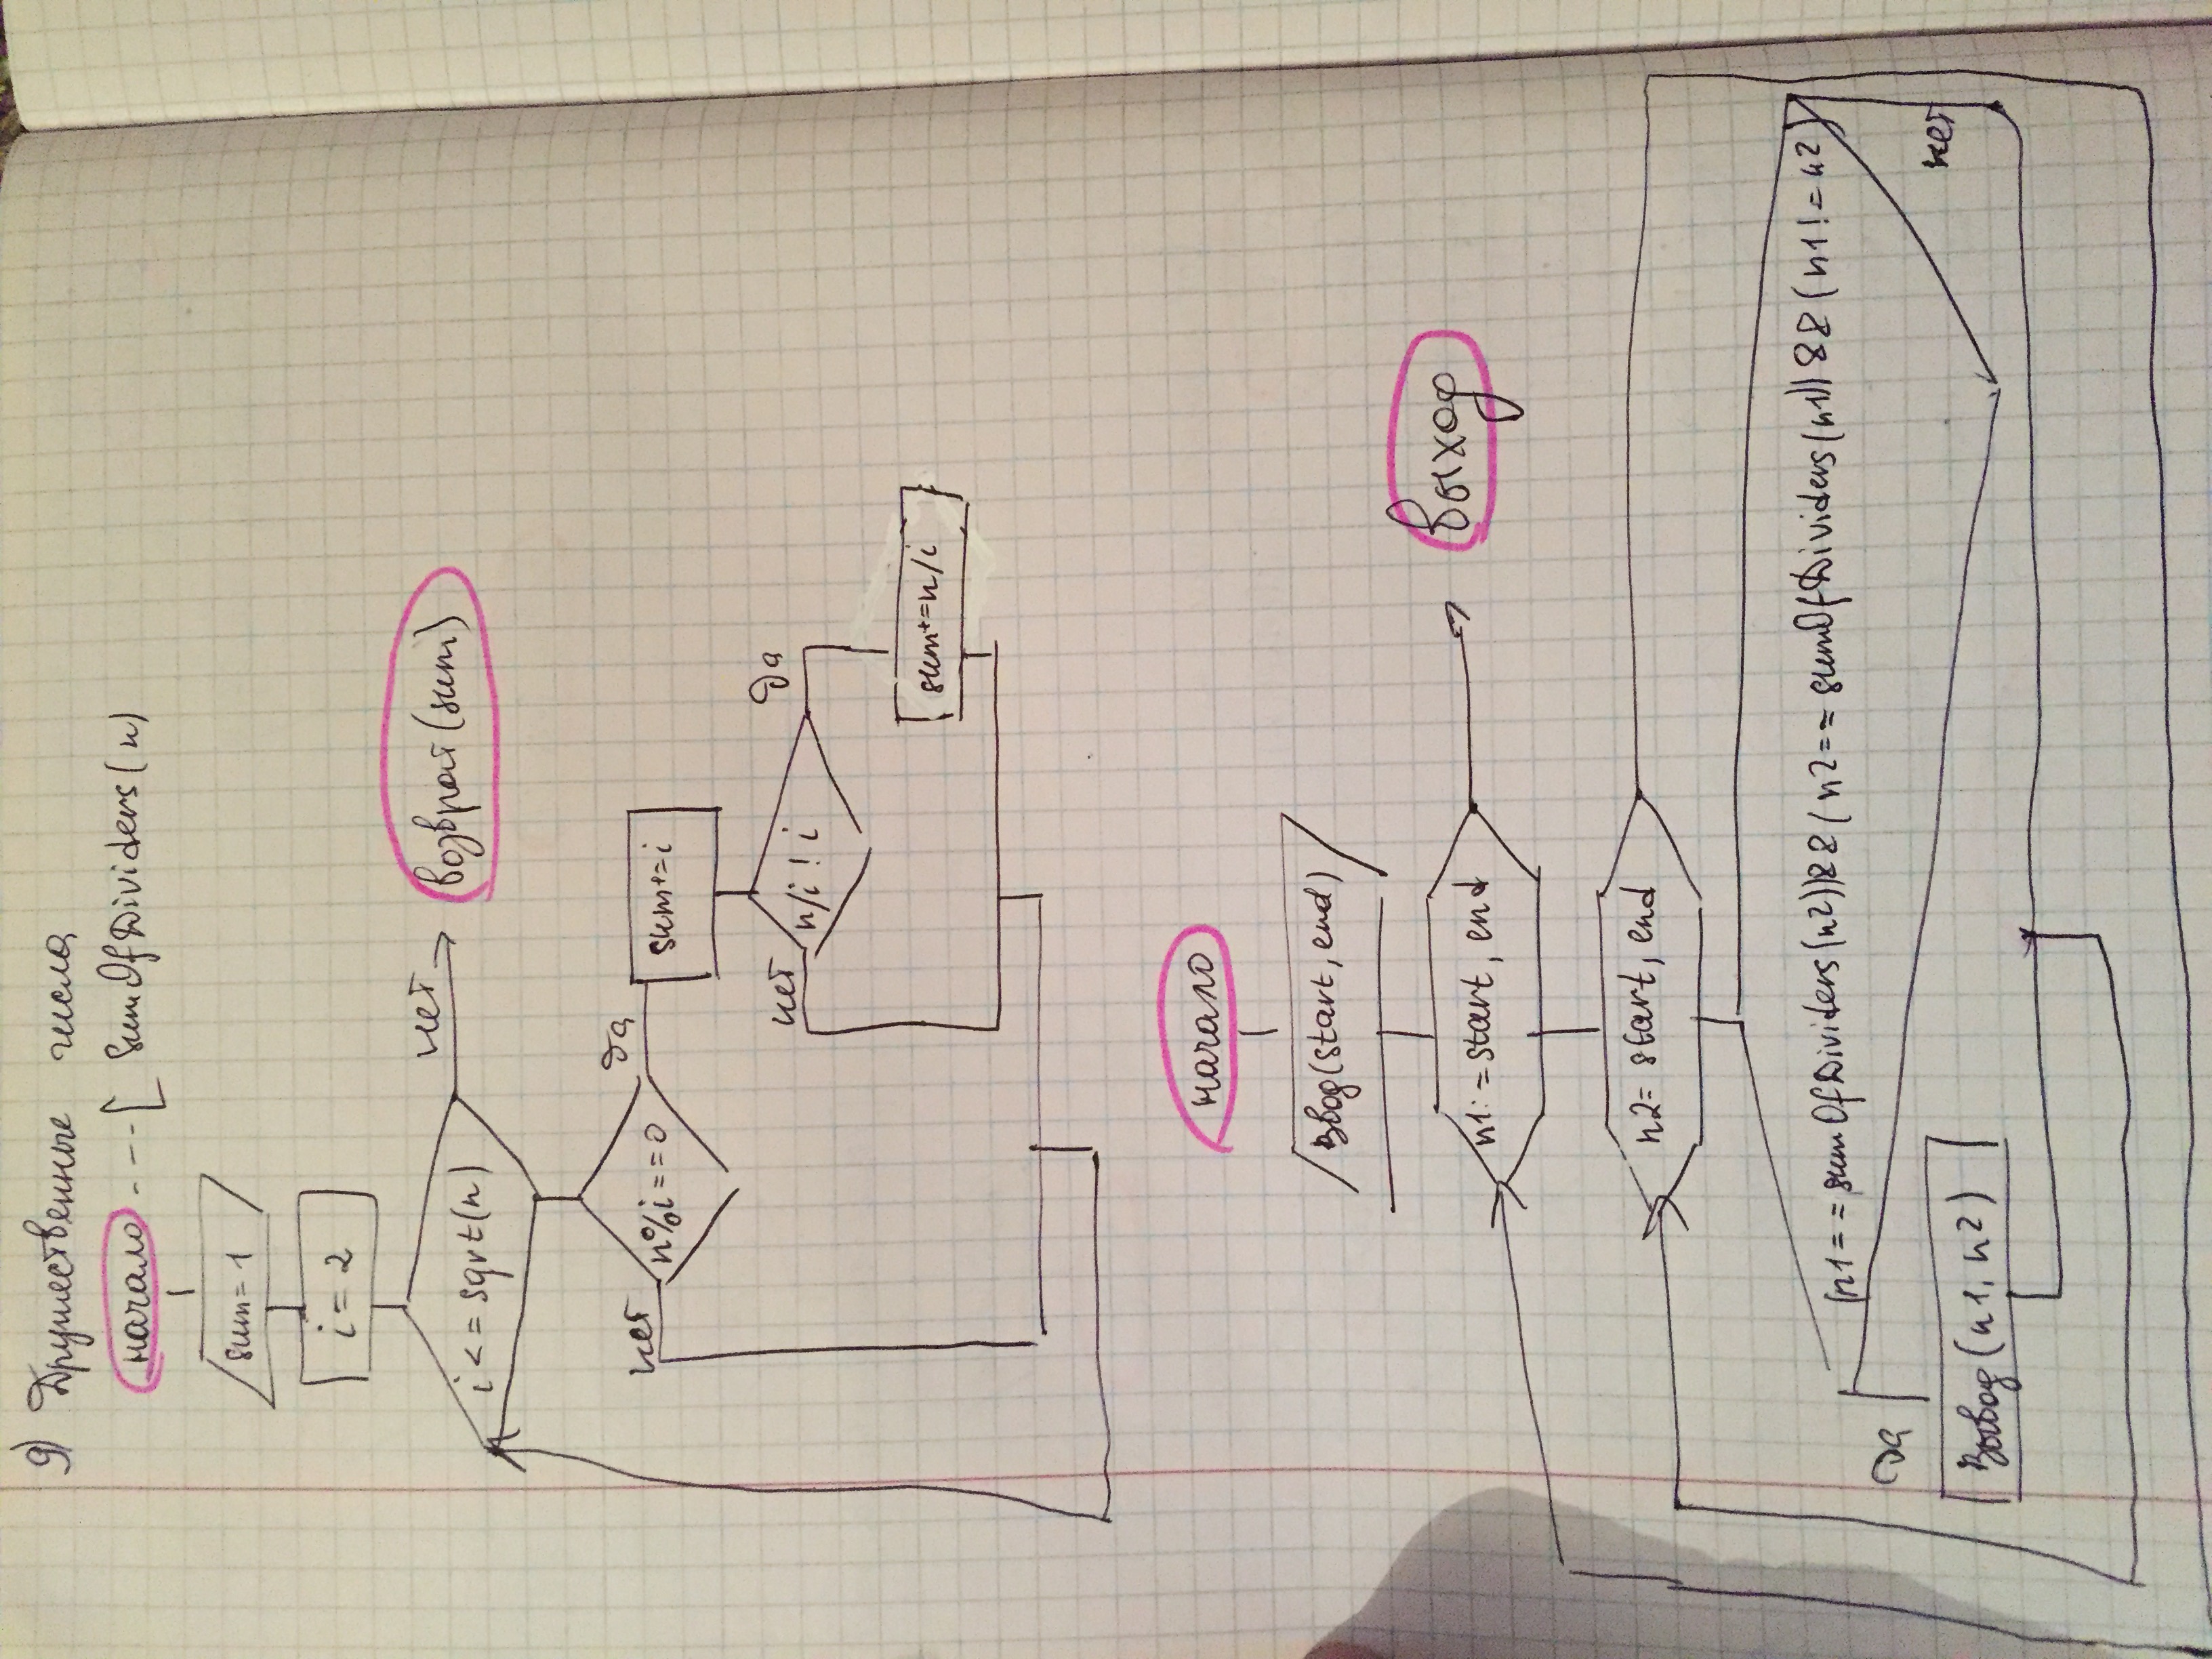 9) Дружественные числа
начало --- [ SumOfDividers(n)
sum=1
i=2
i<=sqrt(n)
нет
возврат(sum)
n%i==0
нет
да
sum+=i
n/i ! i
нет
да
sum+=n/i
начало
Ввод(start, end)
n1:=start, end
выход
n2=start, end
(n1==sumOfDividers(n2))&&(n2==sumOfDividers(n1))&&(n1!=n2)
да
нет
Вывод(n1, n2)